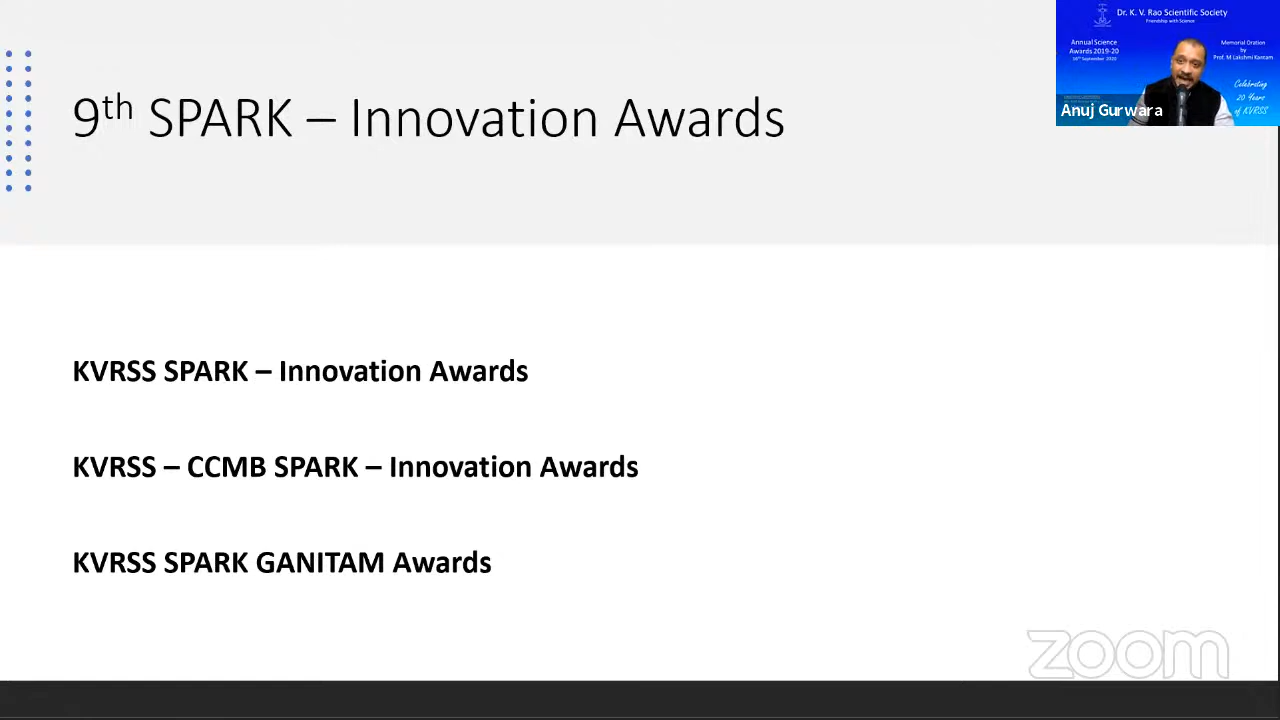 9th SPARK – Innovation Awards
KVRSS SPARK – Innovation Awards
KVRSS – CCMB SPARK – Innovation Awards
KVRSS SPARK GANITAM Awards
Dr. K. V. Rao Scientific Society
Friendship with Science
Annual Science
Awards 2019-20
16th September 2020
Memorial Oration
by
Prof. M Lakshmi Kantam
Celebrating
20 Years
of KVRSS
Anuj Gurwara
zoom